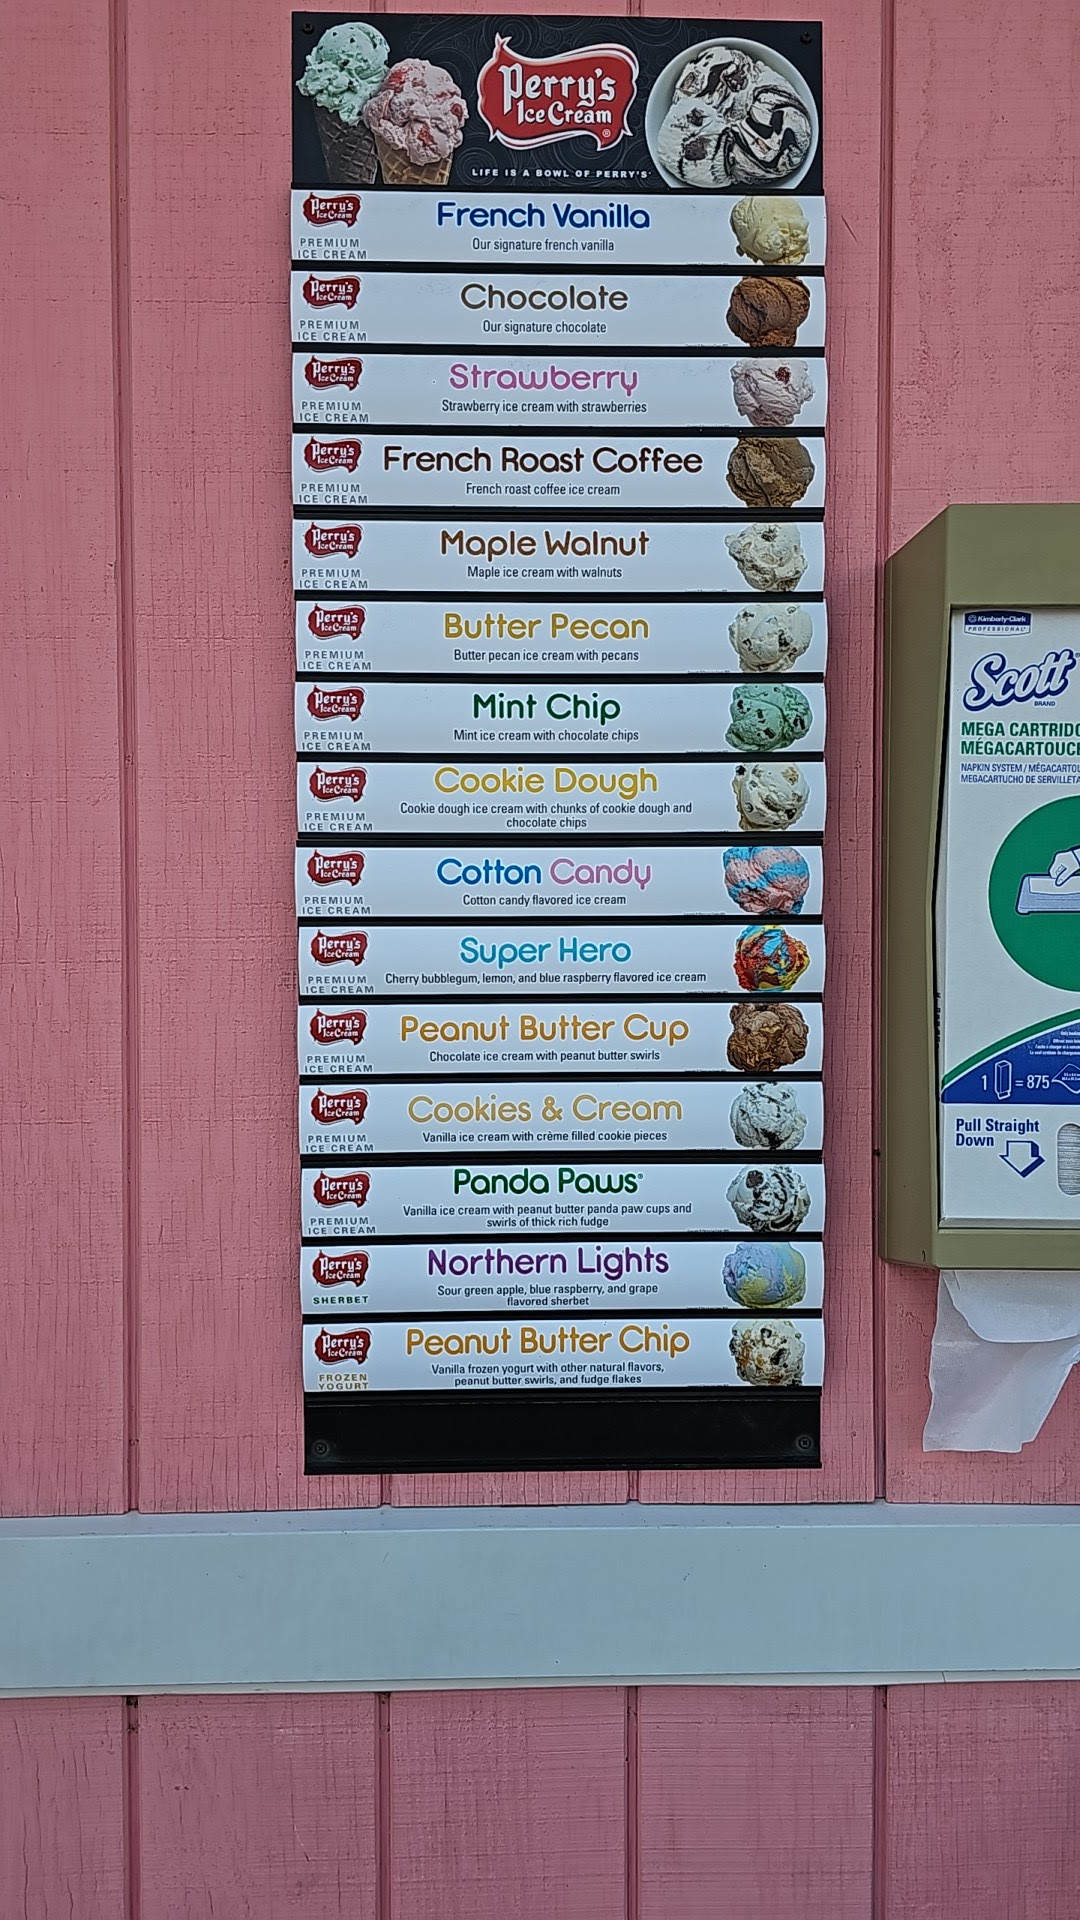 Perry's
Ice Cream®
LIFE IS A BOWL OF PERRY'S®
Perry's
Ice Cream
PREMIUM
ICE CREAM
French Vanilla
Our signature french vanilla
Perry's
Ice Cream
PREMIUM
ICE CREAM
Chocolate
Our signature chocolate
Perry's
Ice Cream
PREMIUM
ICE CREAM
Strawberry
Strawberry ice cream with strawberries
Perry's
Ice Cream
PREMIUM
ICE CREAM
French Roast Coffee
French roast coffee ice cream
Perry's
Ice Cream
PREMIUM
ICE CREAM
Maple Walnut
Maple ice cream with walnuts
Perry's
Ice Cream
PREMIUM
ICE CREAM
Butter Pecan
Butter pecan ice cream with pecans
Perry's
Ice Cream
PREMIUM
ICE CREAM
Mint Chip
Mint ice cream with chocolate chips
Perry's
Ice Cream
PREMIUM
ICE CREAM
Cookie Dough
Cookie dough ice cream with chunks of cookie dough and
chocolate chips
Perry's
Ice Cream
PREMIUM
ICE CREAM
Cotton Candy
Cotton candy flavored ice cream
Perry's
Ice Cream
PREMIUM
ICE CREAM
Super Hero
Cherry bubblegum, lemon, and blue raspberry flavored ice cream
Perry's
Ice Cream
PREMIUM
ICE CREAM
Peanut Butter Cup
Chocolate ice cream with peanut butter swirls
Perry's
Ice Cream
PREMIUM
ICE CREAM
Cookies & Cream
Vanilla ice cream with crème filled cookie pieces
Perry's
Ice Cream
PREMIUM
ICE CREAM
Panda Paws®
Vanilla ice cream with peanut butter panda paw cups and
swirls of thick rich fudge
Perry's
Ice Cream
SHERBET
Northern Lights
Sour green apple, blue raspberry, and grape
flavored sherbet
Perry's
Ice Cream
FROZEN
YOGURT
Peanut Butter Chip
Vanilla frozen yogurt with other natural flavors,
peanut butter swirls, and fudge flakes
Kimberly-Clark
PROFESSIONAL*
Scott®
BRAND
MEGA CARTRIDG
MÉGACARTOUCH
NAPKIN SYSTEM / MÉGACARTOU
MEGACARTUCHO DE SERVILLETA
1 = 875
Pull Straight
Down